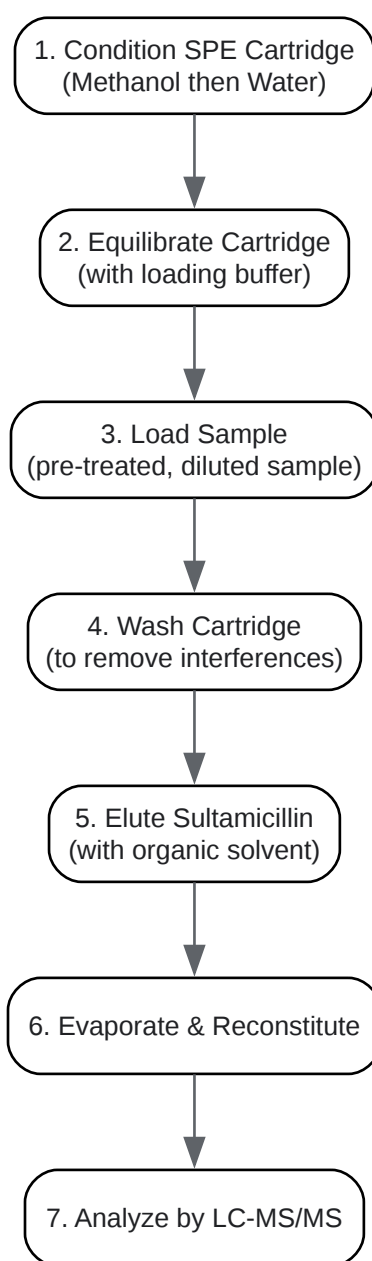 1. Condition SPE Cartridge
(Methanol then Water)
2. Equilibrate Cartridge
(with loading buffer)
3. Load Sample
(pre-treated, diluted sample)
4. Wash Cartridge
(to remove interferences)
5. Elute Sultamicillin
(with organic solvent)
6. Evaporate & Reconstitute
7. Analyze by LC-MS/MS